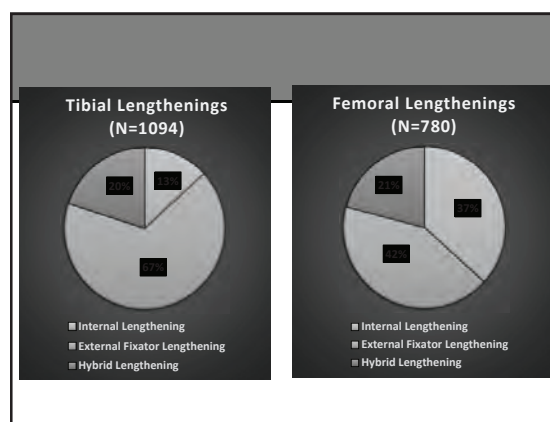 Tibial Lengthenings
(N=1094)
20%
13%
67%
Internal Lengthening
External Fixator Lengthening
Hybrid Lengthening
Femoral Lengthenings
(N=780)
21%
37%
42%
Internal Lengthening
External Fixator Lengthening
Hybrid Lengthening